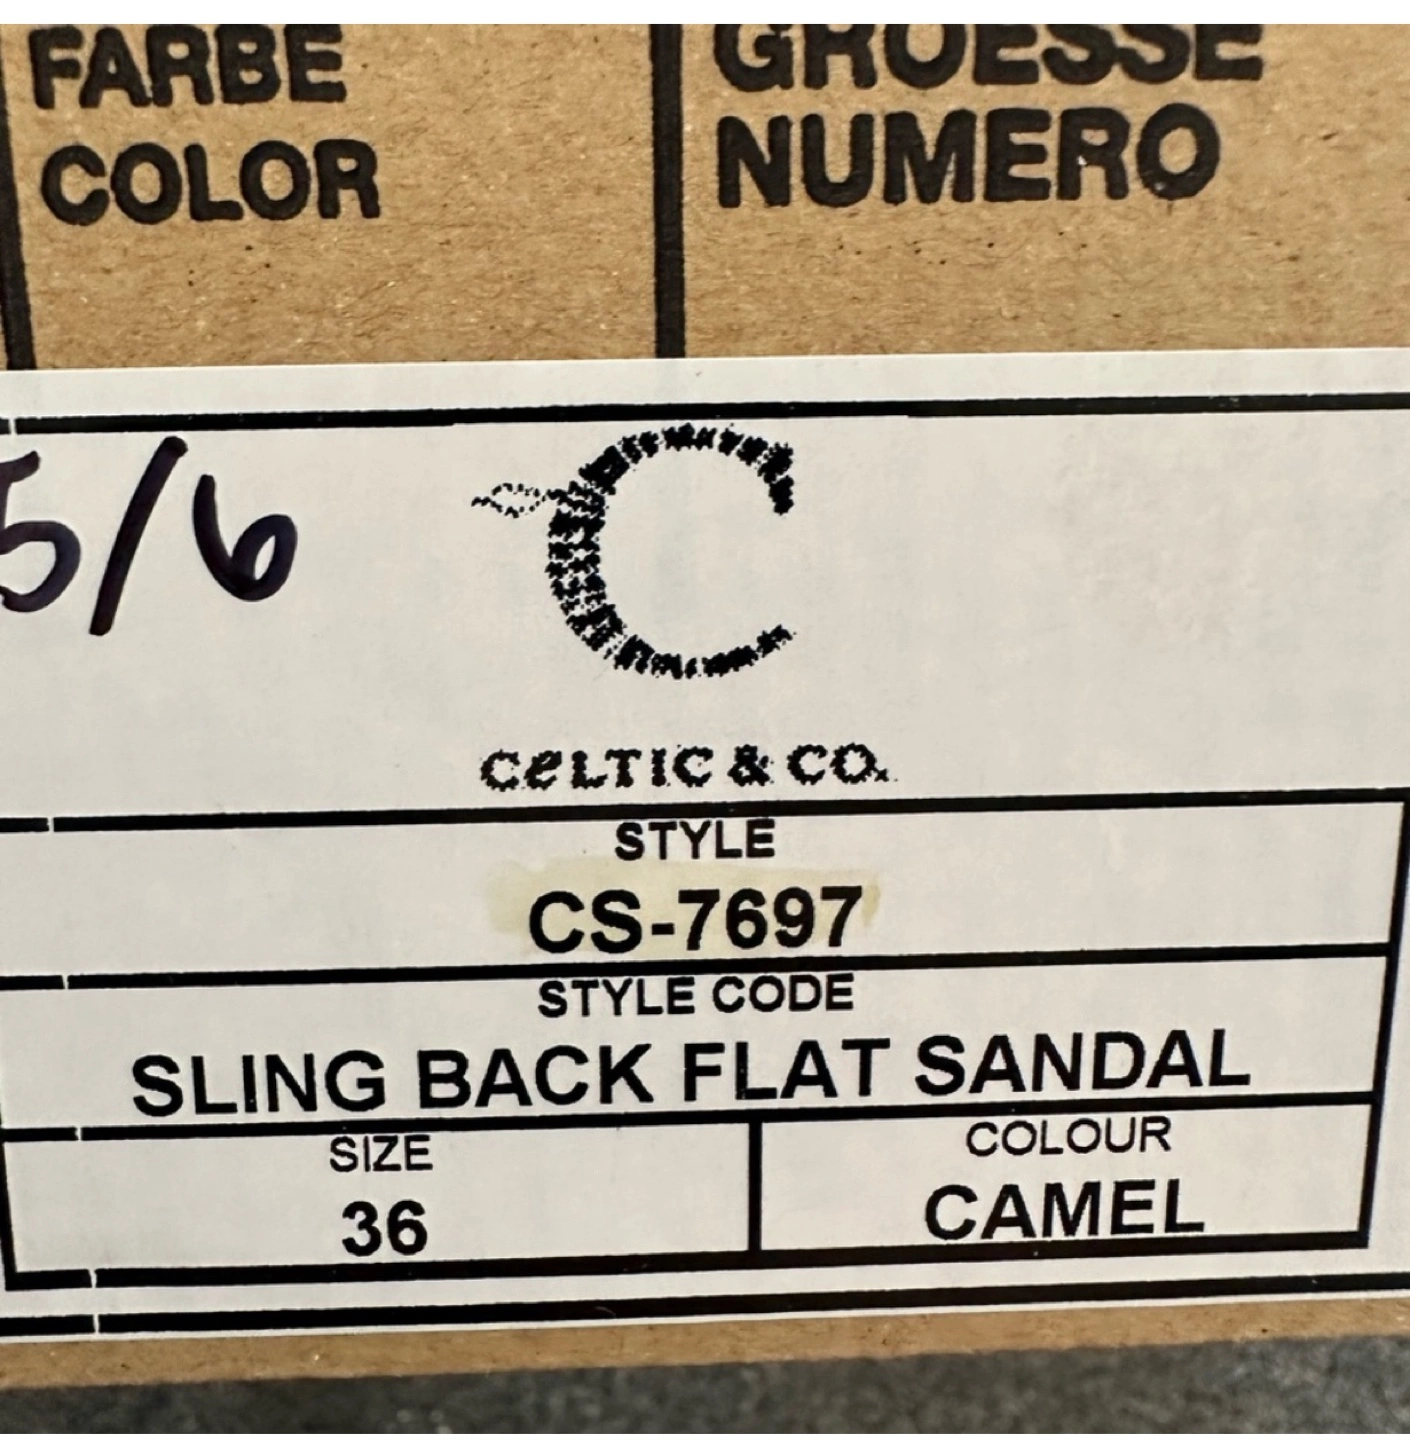 FARBE
COLOR
GROESSE
NUMERO
5/6
C
CELTIC & CO.
STYLE
CS-7697
STYLE CODE
SLING BACK FLAT SANDAL
SIZE
36
COLOUR
CAMEL